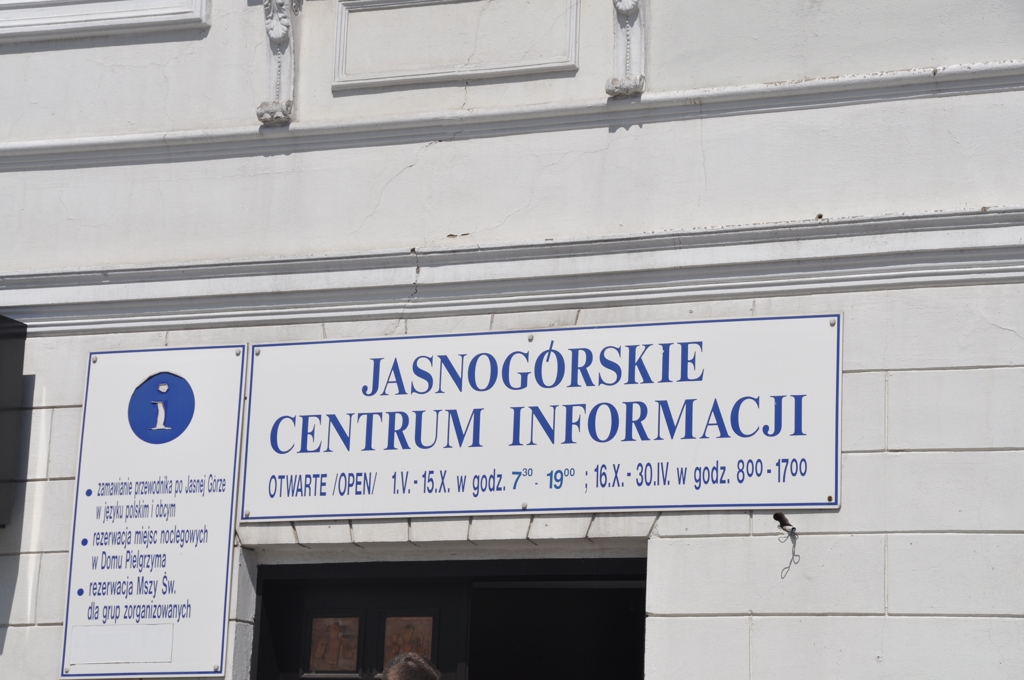 JASNOGÓRSKIE
CENTRUM INFORMACJI
OTWARTE /OPEN/ 1.V. - 15.X. w godz. 7³⁰ - 19⁰⁰ ; 16.X. - 30.IV. w godz. 8⁰⁰ - 17⁰⁰
i
• zamawianie przewodnika po Jasnej Górze
w języku polskim i obcym
• rezerwacja miejsc noclegowych
w Domu Pielgrzyma
• rezerwacja Mszy Św.
dla grup zorganizowanych